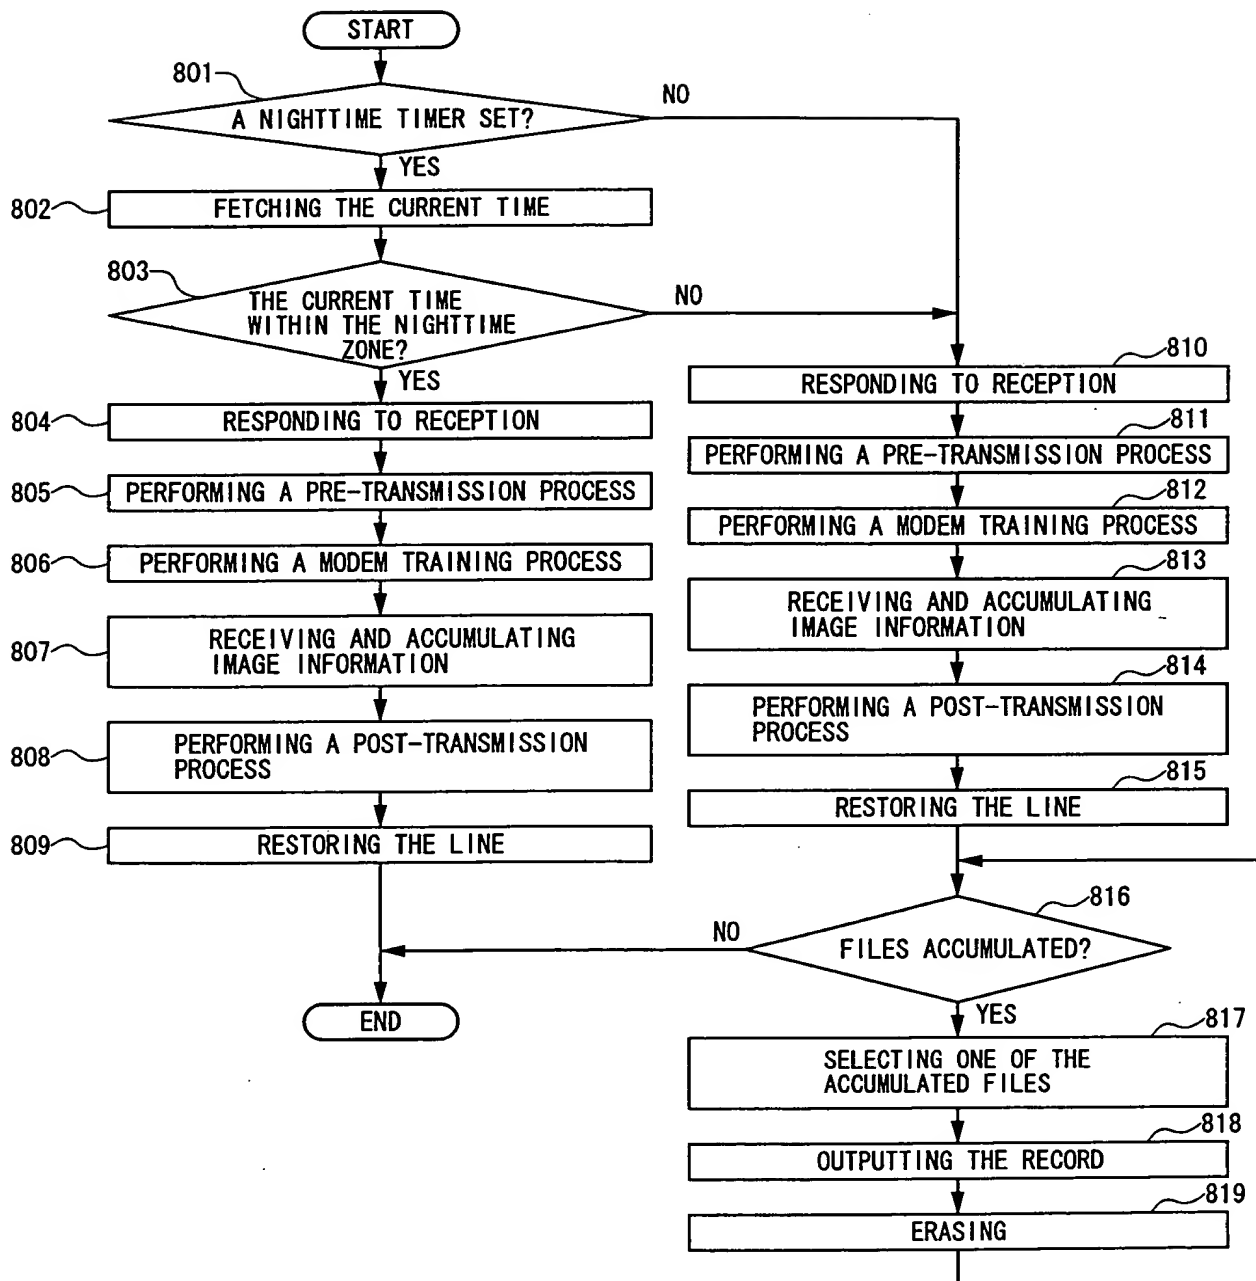 START
801
A NIGHTTIME TIMER SET?
NO
YES
802
FETCHING THE CURRENT TIME
803
THE CURRENT TIME
WITHIN THE NIGHTTIME
ZONE?
NO
YES
804
RESPONDING TO RECEPTION
805
PERFORMING A PRE-TRANSMISSION PROCESS
806
PERFORMING A MODEM TRAINING PROCESS
807
RECEIVING AND ACCUMULATING
IMAGE INFORMATION
808
PERFORMING A POST-TRANSMISSION
PROCESS
809
RESTORING THE LINE
END
810
RESPONDING TO RECEPTION
811
PERFORMING A PRE-TRANSMISSION PROCESS
812
PERFORMING A MODEM TRAINING PROCESS
813
RECEIVING AND ACCUMULATING
IMAGE INFORMATION
814
PERFORMING A POST-TRANSMISSION
PROCESS
815
RESTORING THE LINE
816
FILES ACCUMULATED?
NO
YES
817
SELECTING ONE OF THE
ACCUMULATED FILES
818
OUTPUTTING THE RECORD
819
ERASING